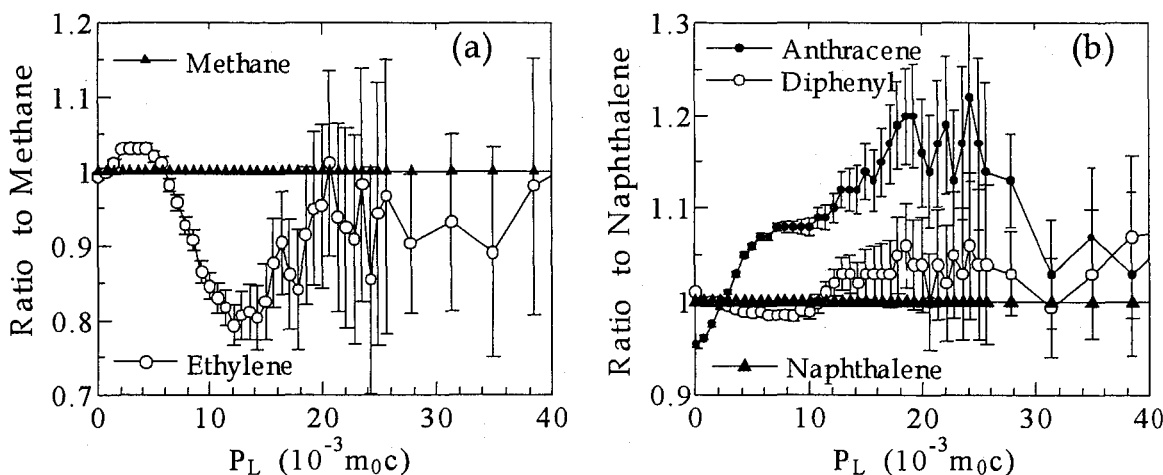 (a)
Methane
Ethylene
Ratio to Methane
1.2
1.1
1
0.9
0.8
0.7
0 10 20 30 40
P_L (10^-3 m_0c)
(b)
Anthracene
Diphenyl
Naphthalene
Ratio to Naphthalene
1.3
1.2
1.1
1
0.9
0 10 20 30 40
P_L (10^-3 m_0c)